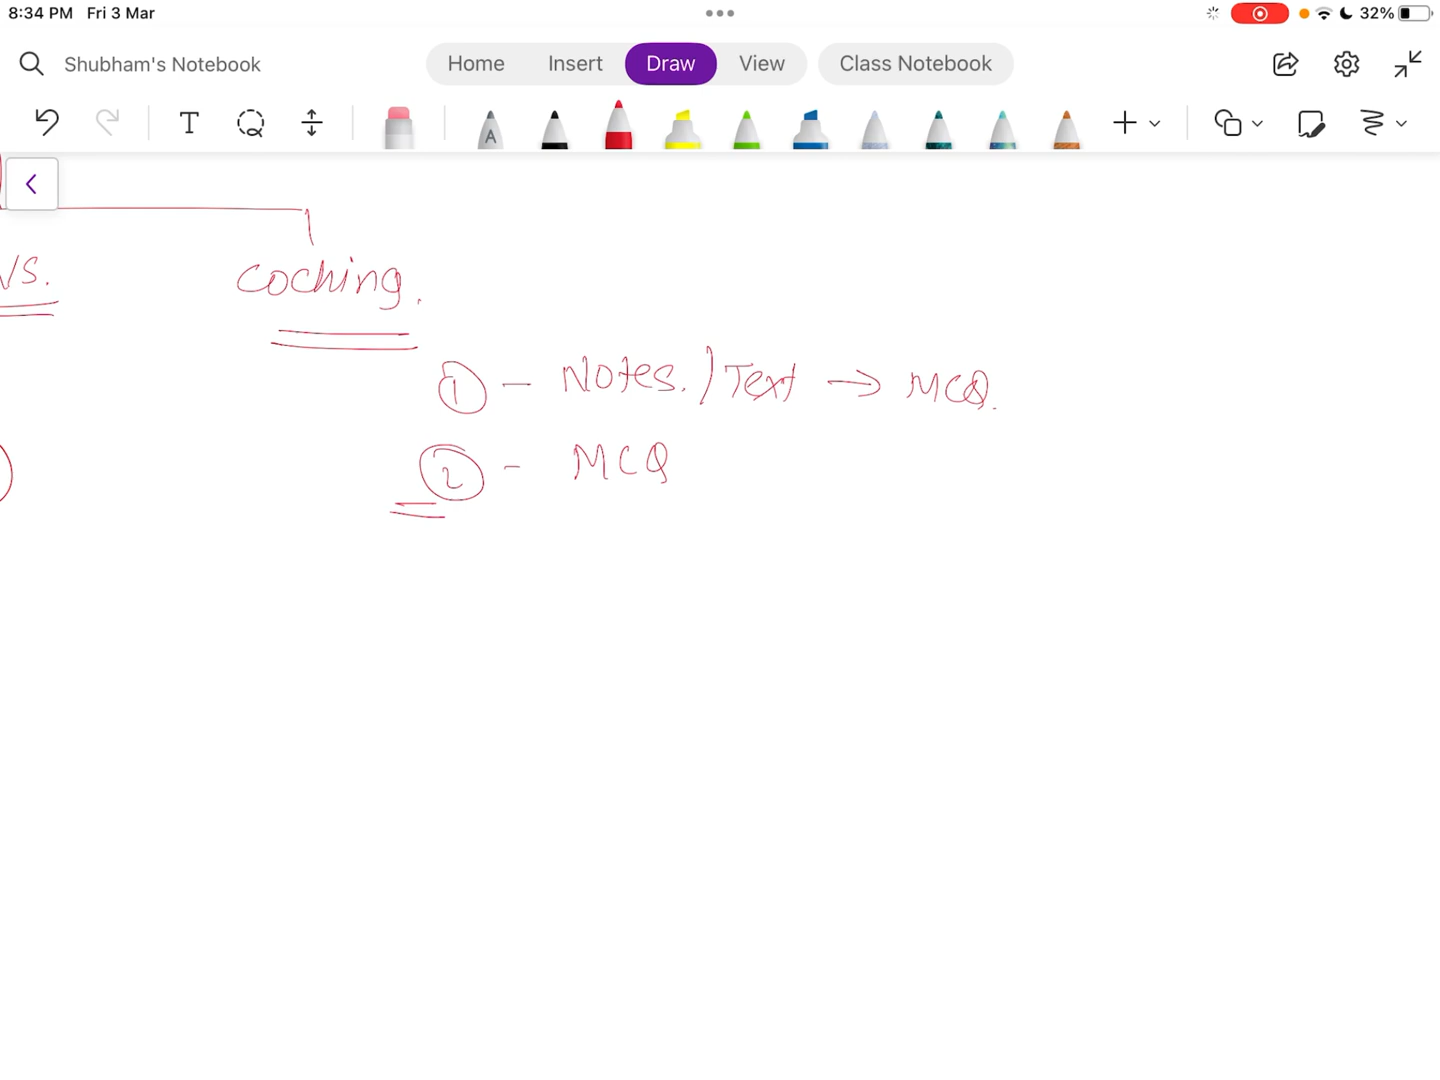 8:34 PM Fri 3 Mar 32%
Shubham's Notebook Home Insert Draw View Class Notebook
T A
VS. coching.
1 - Notes. / Text → MCQ.
2 - MCQ